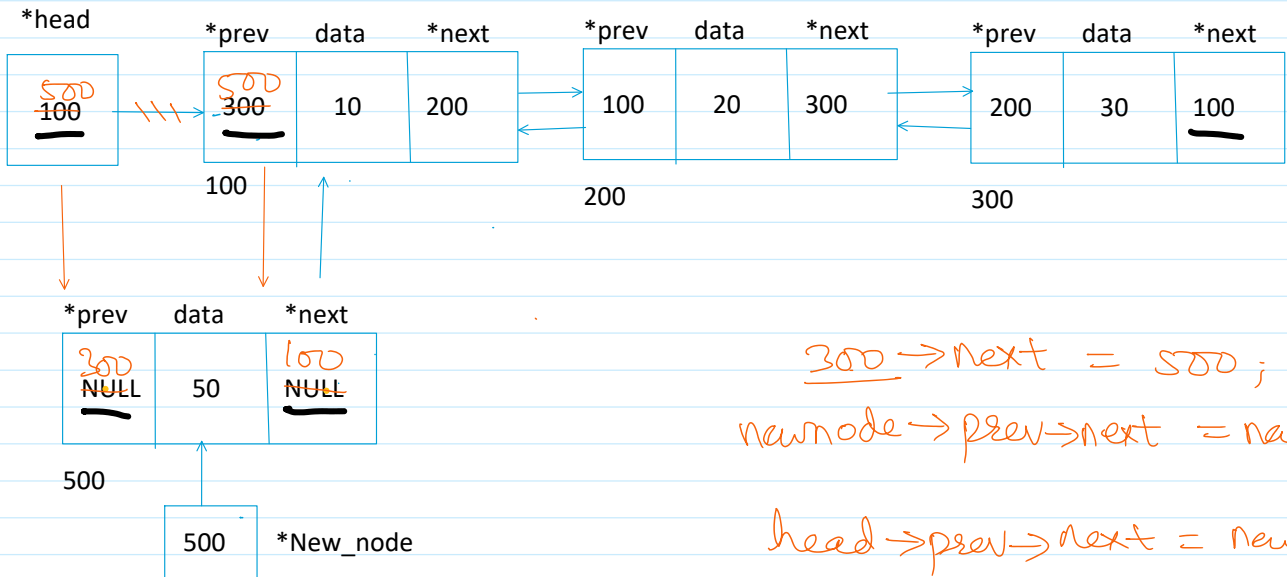 *head
*prev data *next *prev data *next *prev data *next
500 500
100 300 10 200 100 20 300 200 30 100
100 200 300
*prev data *next
300 100
NULL 50 NULL
300->next = 500;
newnode->prev->next = ne
500
500 *New_node
head->prev->next = new